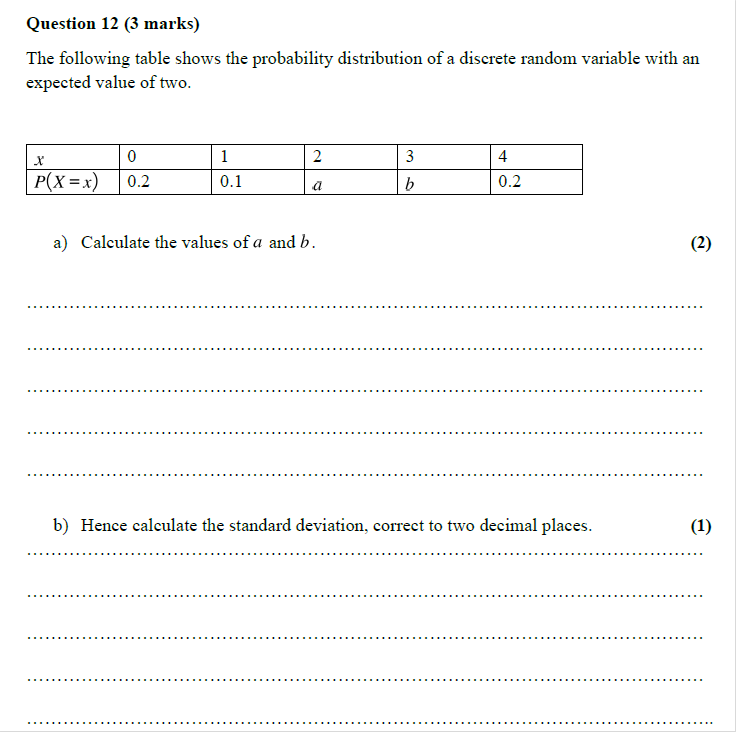 Question 12 (3 marks)
The following table shows the probability distribution of a discrete random variable with an
expected value of two.
x 0 1 2 3 4
P(X = x) 0.2 0.1 a b 0.2
a) Calculate the values of a and b. (2)
b) Hence calculate the standard deviation, correct to two decimal places. (1)